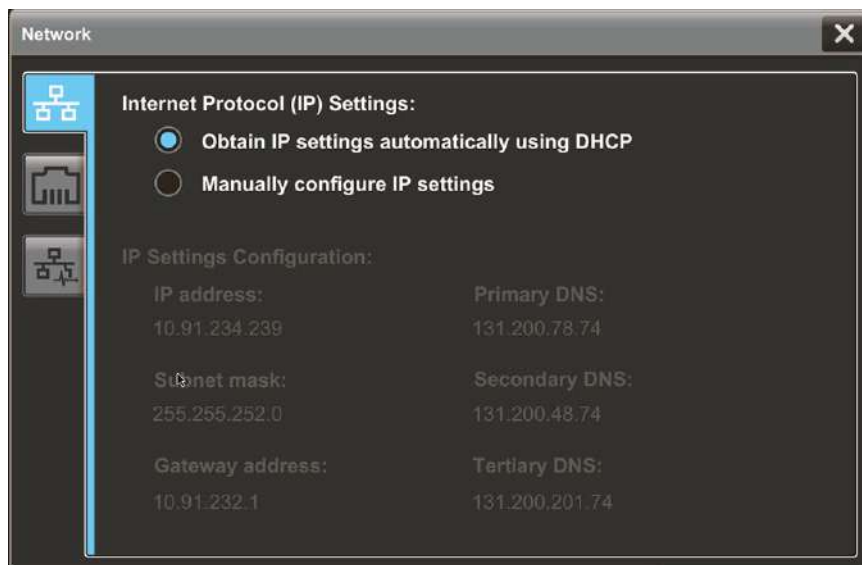 Network
Internet Protocol (IP) Settings:
Obtain IP settings automatically using DHCP
Manually configure IP settings
IP Settings Configuration:
IP address:
10.91.234.239
Primary DNS:
131.200.78.74
Subnet mask:
255.255.252.0
Secondary DNS:
131.200.48.74
Gateway address:
10.91.232.1
Tertiary DNS:
131.200.201.74